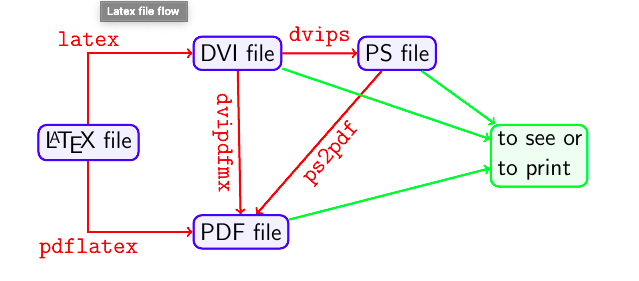 Latex file flow
latex
dvips
DVI file
PS file
dvipdfmx
ps2pdf
LATEX file
to see or
to print
PDF file
pdflatex